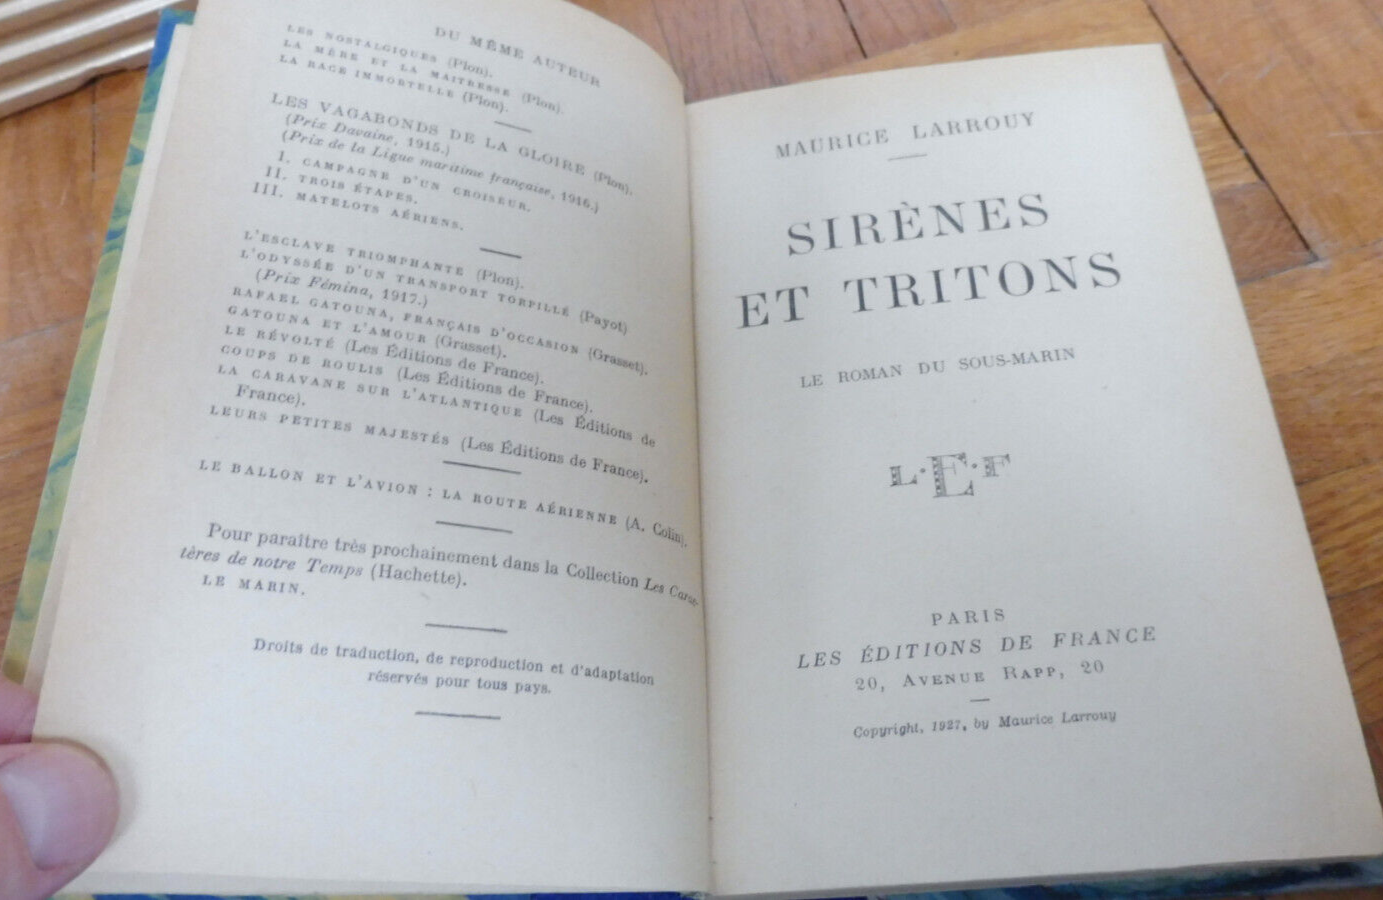 DU MÊME AUTEUR
LES NOSTALGIQUES (Plon).
LA MÈRE ET LA MAITRESSE (Plon).
LA RACE IMMORTELLE (Plon).
LES VAGABONDS DE LA GLOIRE (Plon).
(Prix Davaine, 1915.)
(Prix de la Ligue maritime française, 1916.)
I. CAMPAGNE D'UN CROISEUR.
II. TROIS ÉTAPES.
III. MATELOTS AÉRIENS.
L'ESCLAVE TRIOMPHANTE (Plon).
L'ODYSSÉE D'UN TRANSPORT TORPILLÉ (Payot)
(Prix Fémina, 1917.)
RAFAEL GATOUNA, FRANÇAIS D'OCCASION (Grasset).
GATOUNA ET L'AMOUR (Grasset).
LE RÉVOLTÉ (Les Éditions de France).
COUPS DE ROULIS (Les Éditions de France).
LA CARAVANE SUR L'ATLANTIQUE (Les Éditions de
France).
LEURS PETITES MAJESTÉS (Les Éditions de France).
LE BALLON ET L'AVION : LA ROUTE AÉRIENNE (A. Colin).
Pour paraître très prochainement dans la Collection Les Carac-
tères de notre Temps (Hachette).
LE MARIN.
Droits de traduction, de reproduction et d'adaptation
réservés pour tous pays.
MAURICE LARROUY
SIRÈNES
ET TRITONS
LE ROMAN DU SOUS-MARIN
L·E·F
PARIS
LES ÉDITIONS DE FRANCE
20, AVENUE RAPP, 20
Copyright, 1927, by Maurice Larrouy